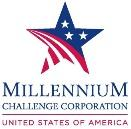 MILLENNIUM
CHALLENGE CORPORATION
UNITED STATES OF AMERICA